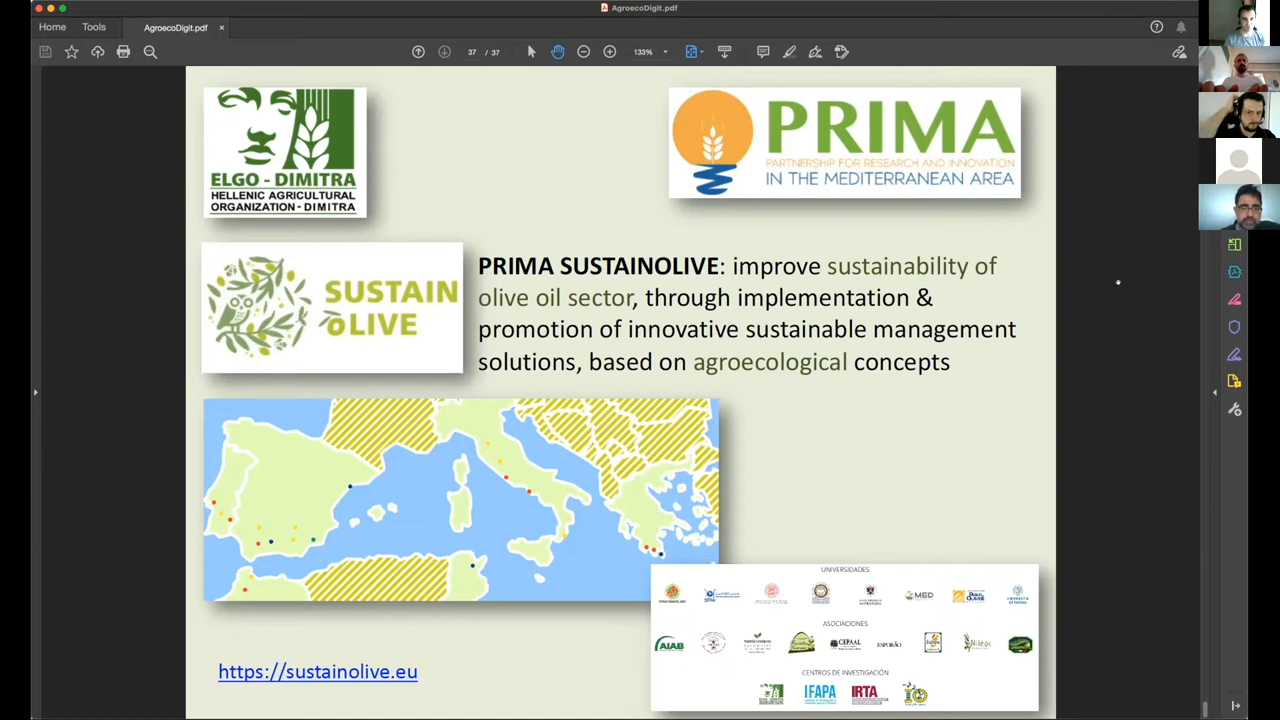 AgroecoDigit.pdf
Home
Tools
AgroecoDigit.pdf
37 / 37
133%
ELGO - DIMITRA
HELLENIC AGRICULTURAL
ORGANIZATION - DIMITRA
PRIMA
PARTNERSHIP FOR RESEARCH AND INNOVATION
IN THE MEDITERRANEAN AREA
SUSTAIN
OLIVE
PRIMA SUSTAINOLIVE: improve sustainability of
olive oil sector, through implementation &
promotion of innovative sustainable management
solutions, based on agroecological concepts
UNIVERSIDADES
MED
ASOCIACIONES
AIAB
CEPAAL
ESPORÃO
CENTROS DE INVESTIGACIÓN
IFAPA
IRTA
https://sustainolive.eu